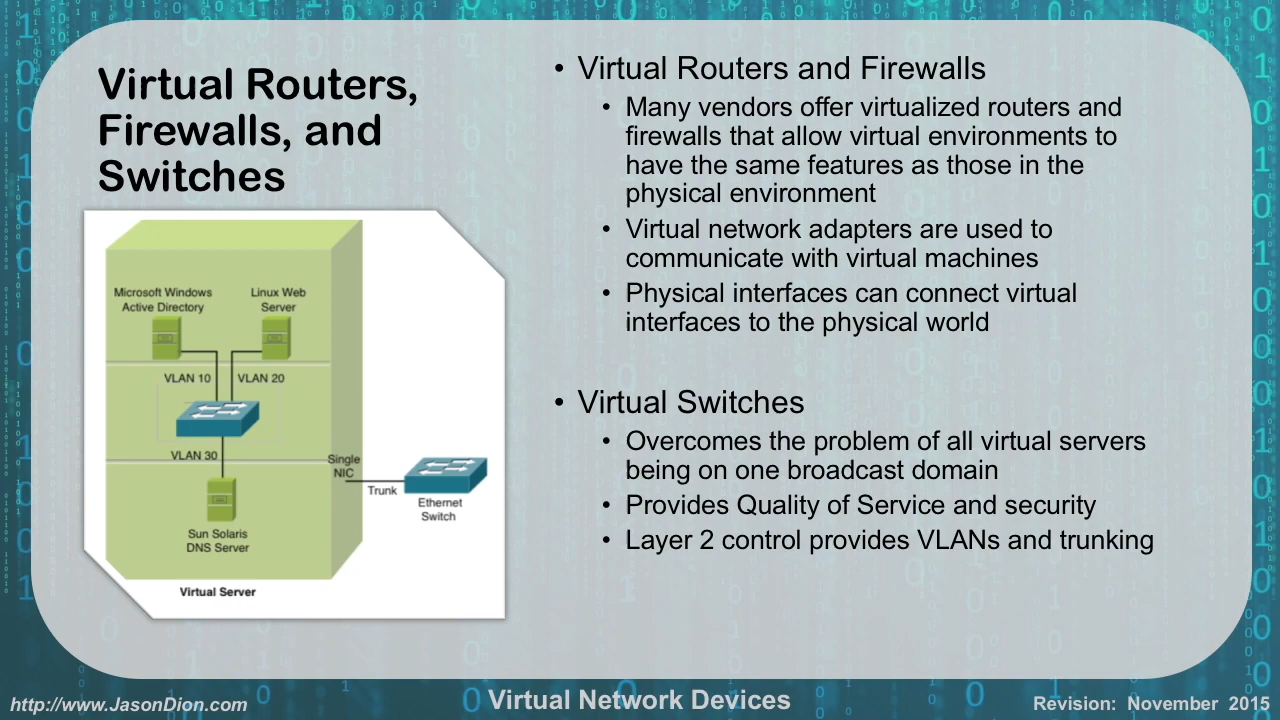 Virtual Routers,
Firewalls, and
Switches
Microsoft Windows
Active Directory
Linux Web
Server
VLAN 10
VLAN 20
VLAN 30
Single
NIC
Trunk
Ethernet
Switch
Sun Solaris
DNS Server
Virtual Server
• Virtual Routers and Firewalls
• Many vendors offer virtualized routers and
firewalls that allow virtual environments to
have the same features as those in the
physical environment
• Virtual network adapters are used to
communicate with virtual machines
• Physical interfaces can connect virtual
interfaces to the physical world
• Virtual Switches
• Overcomes the problem of all virtual servers
being on one broadcast domain
• Provides Quality of Service and security
• Layer 2 control provides VLANs and trunking
http://www.JasonDion.com
Virtual Network Devices
Revision: November 2015